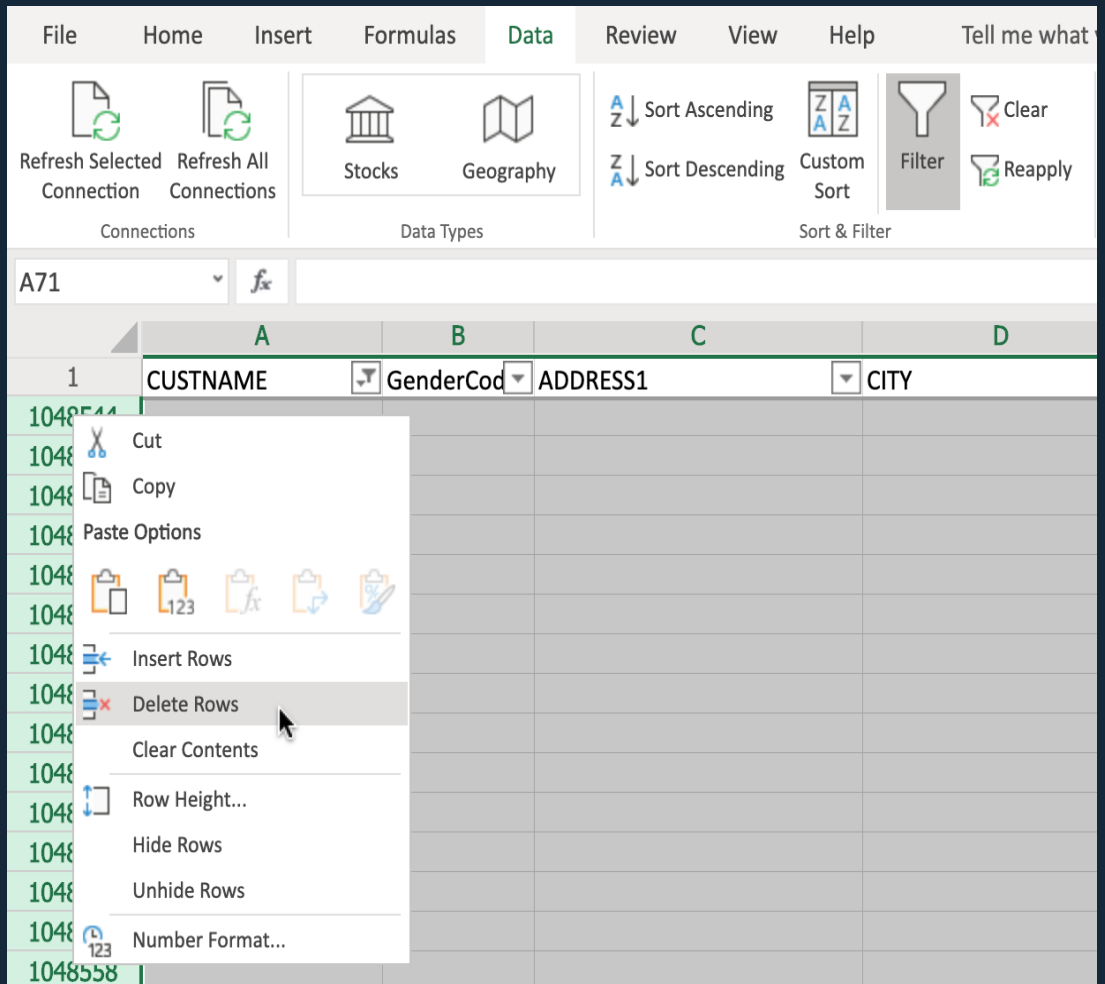 File Home Insert Formulas Data Review View Help Tell me what
Refresh Selected Connection
Refresh All Connections
Connections
Stocks
Geography
Data Types
Sort Ascending
Sort Descending
Custom Sort
Filter
Clear
Reapply
Sort & Filter
A71
fx
A B C D
1 CUSTNAME GenderCod ADDRESS1 CITY
Cut
Copy
Paste Options
Insert Rows
Delete Rows
Clear Contents
Row Height...
Hide Rows
Unhide Rows
Number Format...
1048558